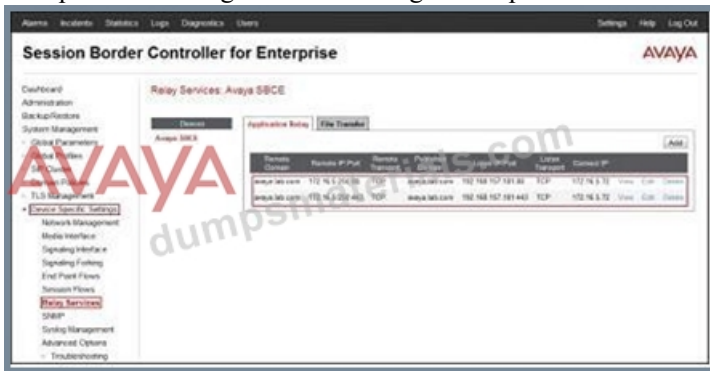 Alarms Incidents Statistics Logs Diagnostics Users Settings Help Log Out
Session Border Controller for Enterprise
AVAYA
Dashboard
Administration
Backup/Restore
System Management
Global Parameters
Global Profiles
SIP Cluster
Domain Policies
TLS Management
Device Specific Settings
Network Management
Media Interface
Signaling Interface
Signaling Forking
End Point Flows
Session Flows
Relay Services
SNMP
Syslog Management
Advanced Options
Troubleshooting
Relay Services: Avaya SBCE
Devices
Avaya SBCE
Application Relay File Transfer
Add
Remote Domain Remote IP:Port Remote Transport Published Domain Listen IP:Port Listen Transport Connect IP
avaya.lab.com TCP avaya.lab.com 192.168.157.181:80 TCP 172.16.5.72 View Edit Delete
avaya.lab.com TCP avaya.lab.com 192.168.157.181:443 TCP 172.16.5.72 View Edit Delete
AVAYA
dumpsmaterials.com